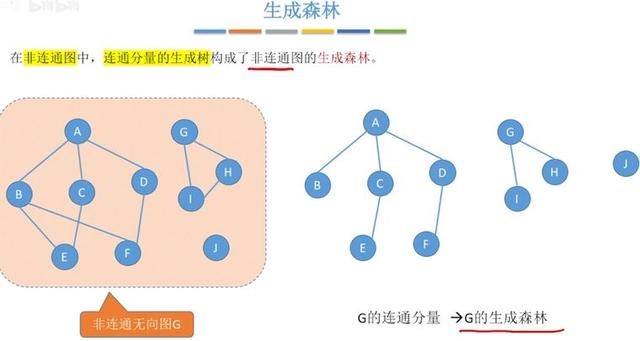 bilibili
生成森林
在非连通图中，连通分量的生成树构成了非连通图的生成森林。
A
G
B
C
D
H
I
E
F
J
A
G
B
C
D
H
J
I
E
F
非连通无向图G
G的连通分量 →G的生成森林